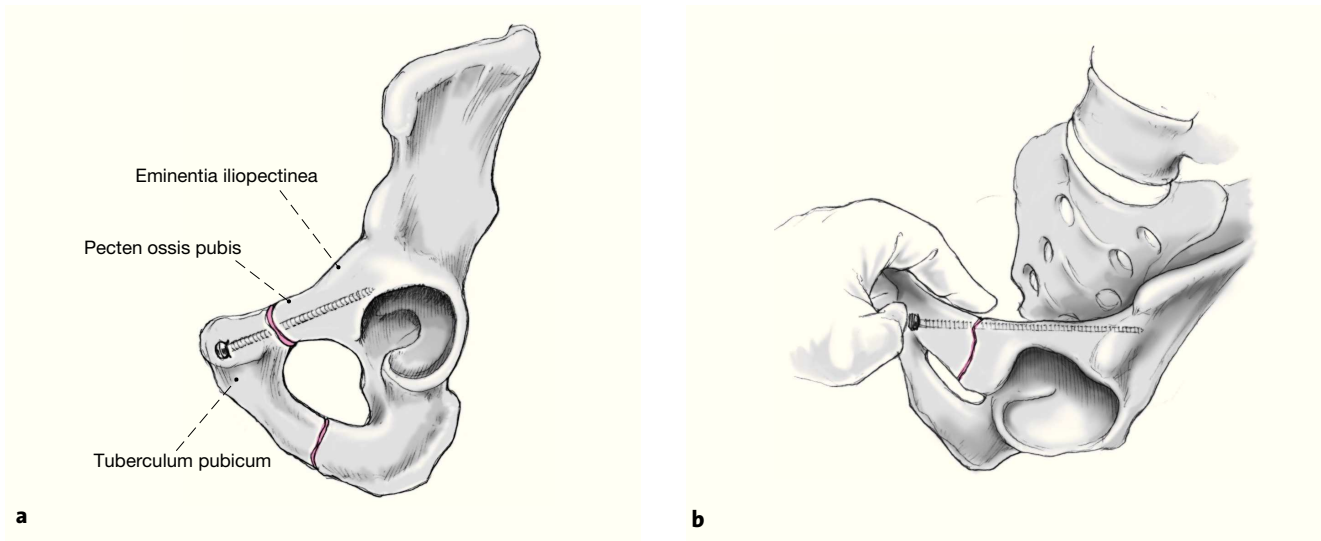 Eminentia iliopectinea
Pecten ossis pubis
Tuberculum pubicum
a
b